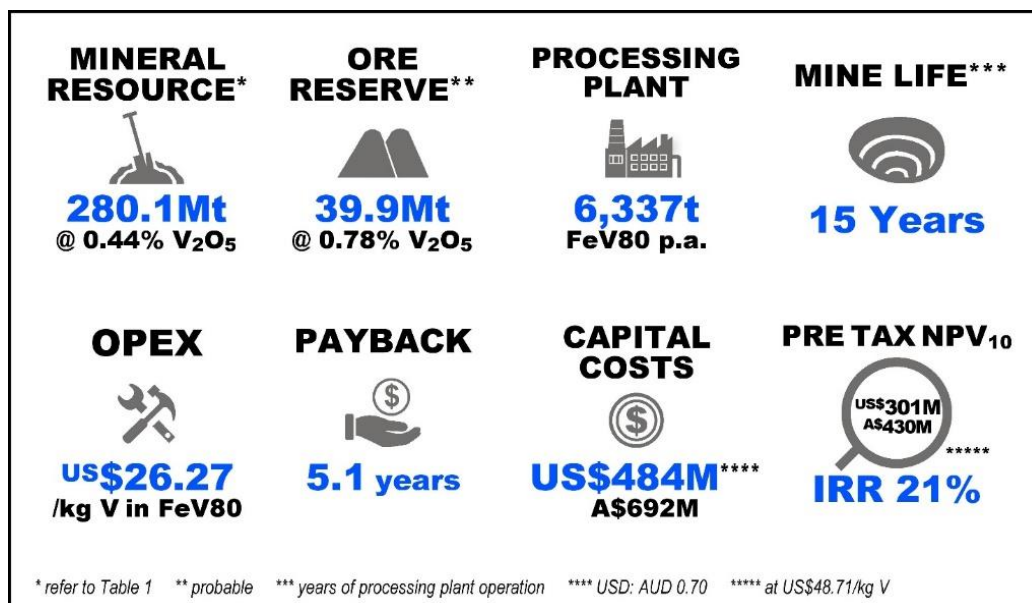 MINERAL
RESOURCE*
280.1Mt
@ 0.44% V₂O₅
ORE
RESERVE**
39.9Mt
@ 0.78% V₂O₅
PROCESSING
PLANT
6,337t
FeV80 p.a.
MINE LIFE***
15 Years
OPEX
US$26.27
/kg V in FeV80
PAYBACK
$
5.1 years
CAPITAL
COSTS
$
US$484M****
A$692M
PRE TAX NPV₁₀
US$301M
A$430M
*****
IRR 21%
* refer to Table 1 ** probable *** years of processing plant operation **** USD: AUD 0.70 ***** at US$48.71/kg V